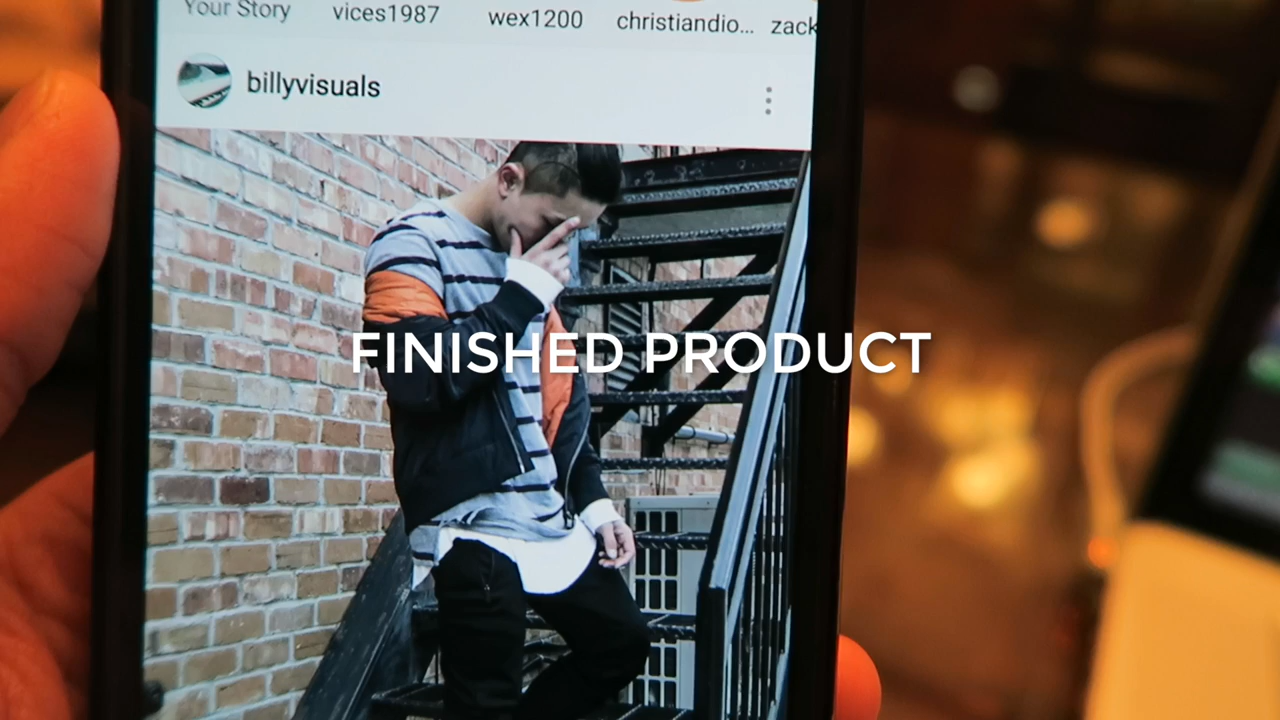 Your Story vices1987 wex1200 christiandio... zack
billyvisuals
FINISHED PRODUCT